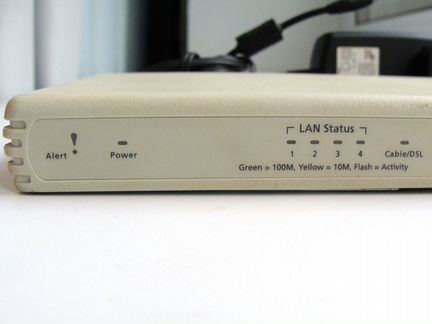 LAN Status
Alert ! Power 1 2 3 4 Cable/DSL
Green = 100M, Yellow = 10M, Flash = Activity